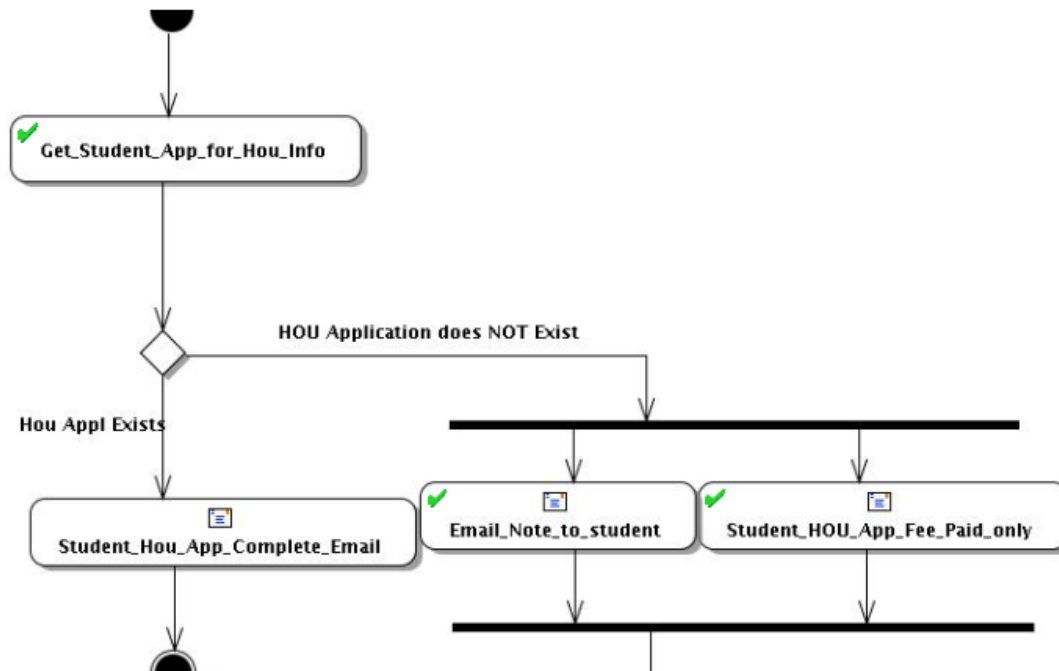 Get_Student_App_for_Hou_Info
HOU Application does NOT Exist
Hou Appl Exists
Student_Hou_App_Complete_Email
Email_Note_to_student
Student_HOU_App_Fee_Paid_only